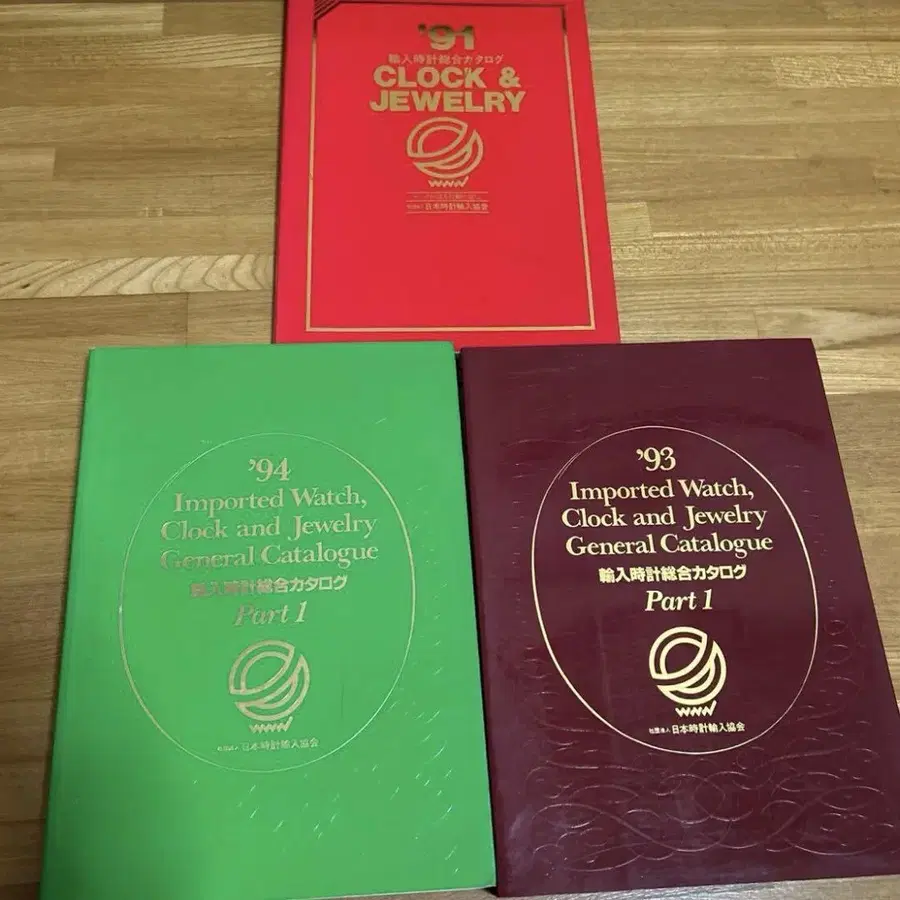 '91
輸入時計総合カタログ
CLOCK &
JEWELRY
日本時計輸入協会
'94
Imported Watch,
Clock and Jewelry
General Catalogue
輸入時計総合カタログ
Part 1
社団法人 日本時計輸入協会
'93
Imported Watch,
Clock and Jewelry
General Catalogue
輸入時計総合カタログ
Part 1
社団法人 日本時計輸入協会